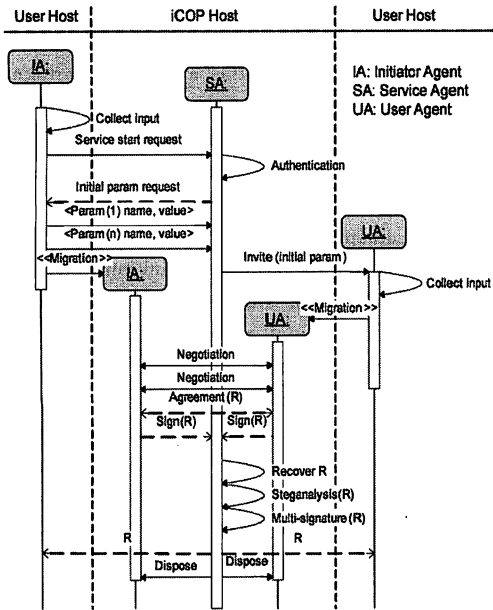 User Host
iCOP Host
User Host
IA: Initiator Agent
SA: Service Agent
UA: User Agent
IA:
SA:
Collect input
Service start request
Authentication
Initial param request
<Param (1) name, value>
<Param (n) name, value>
UA:
<<Migration>>
IA:
Invite (initial param)
Collect Input
<<Migration>>
UA:
Negotiation
Negotiation
Agreement (R)
Sign(R)
Sign(R)
Recover R
Steganalysis (R)
Multi-signature (R)
R
R
Dispose
Dispose